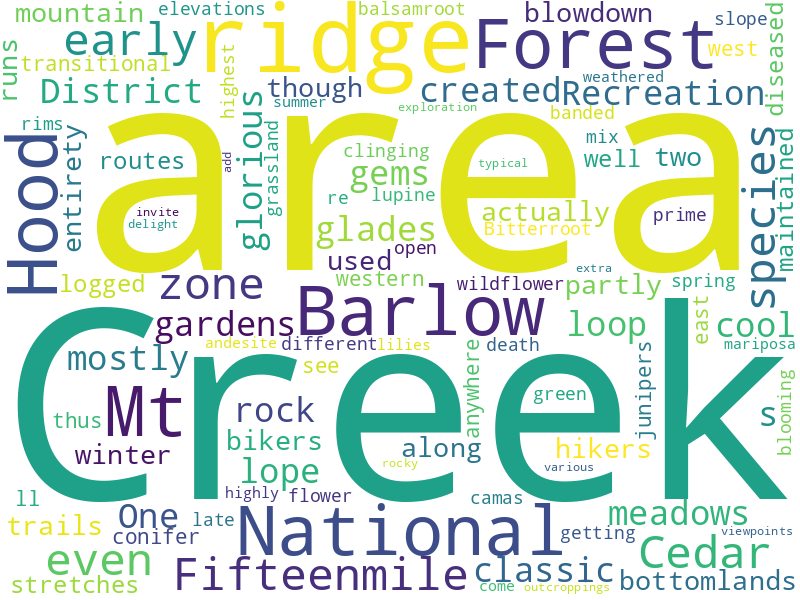 mountain
elevations
balsamroot
blowdown
slope
runs
early
ridge
Forest
west
transitional
highest
weathered
diseased
District
though
summer
created
Recreation
exploration
banded
rims
area
Hood
entirety
routes
glorious
grassland
add
clinging
gems
typical
mix
well
two
species
maintained
re
lupine
invite
delight
glades
actually
Bitterroot
prime
used
open
extra
logged
zone
western
wildflower
partly
spring
east
Creek
gardens
Barlow
loop
cool
mostly
andesite
different
lilies
death
anywhere
junipers
mariposa
see
blooming
Mt
thus
rock
green
s
winter
bikers
along
hikers
lope
rocky
various
ll
highly
flower
camas
trails
One
late
National
meadows
conifer
getting
viewpoints
even
Cedar
stretches
Fifteenmile
classic
come
outcroppings
bottomlands